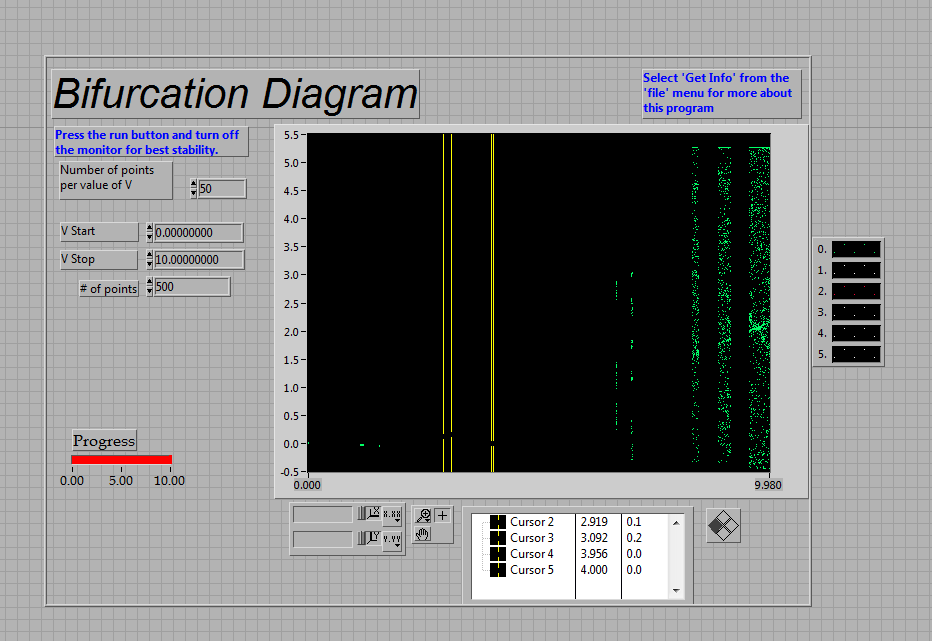 Bifurcation Diagram
Select 'Get Info' from the
'file' menu for more about
this program
Press the run button and turn off
the monitor for best stability.
Number of points
per value of V
50
V Start
0.00000000
V Stop
10.00000000
# of points
500
5.5
5.0
4.5
4.0
3.5
3.0
2.5
2.0
1.5
1.0
0.5
0.0
-0.5
0.000
9.980
0.
1.
2.
3.
4.
5.
Progress
0.00 5.00 10.00
X X.XX
Y Y.YY
Cursor 2 2.919 0.1
Cursor 3 3.092 0.2
Cursor 4 3.956 0.0
Cursor 5 4.000 0.0